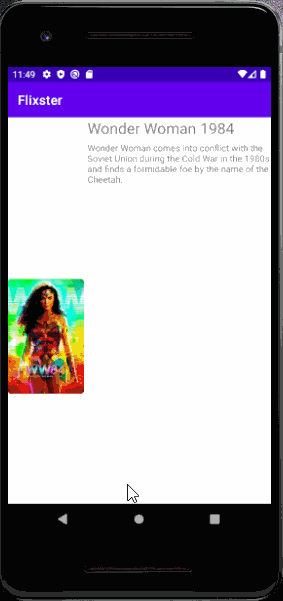 11:49
Flixster
Wonder Woman 1984
Wonder Woman comes into conflict with the
Soviet Union during the Cold War in the 1980s
and finds a formidable foe by the name of the
Cheetah.